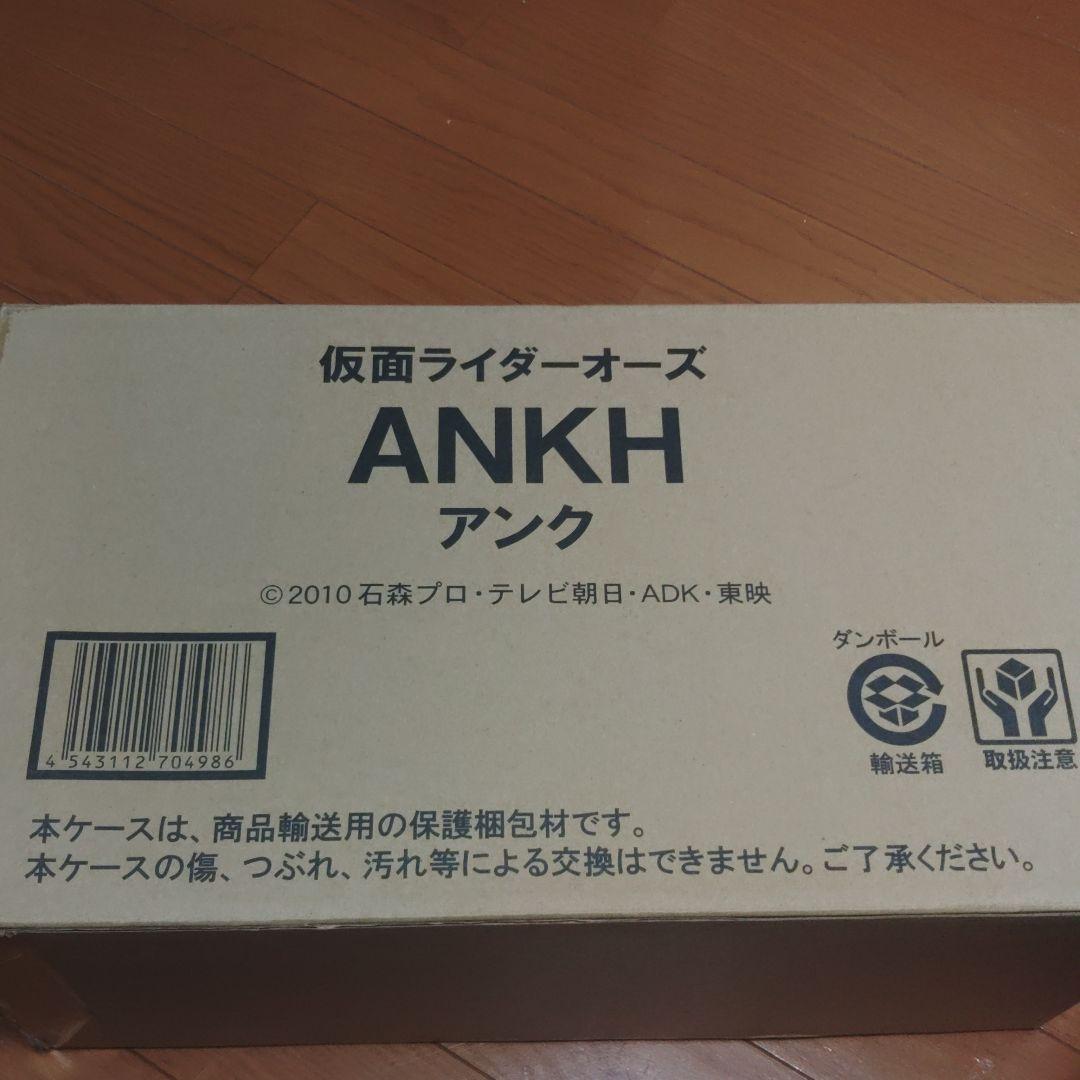 仮面ライダーオーズ
ANKH
アンク
©2010 石森プロ・テレビ朝日・ADK・東映
4 543112 704986
ダンボール
輸送箱
取扱注意
本ケースは、商品輸送用の保護梱包材です。
本ケースの傷、つぶれ、汚れ等による交換はできません。ご了承ください。